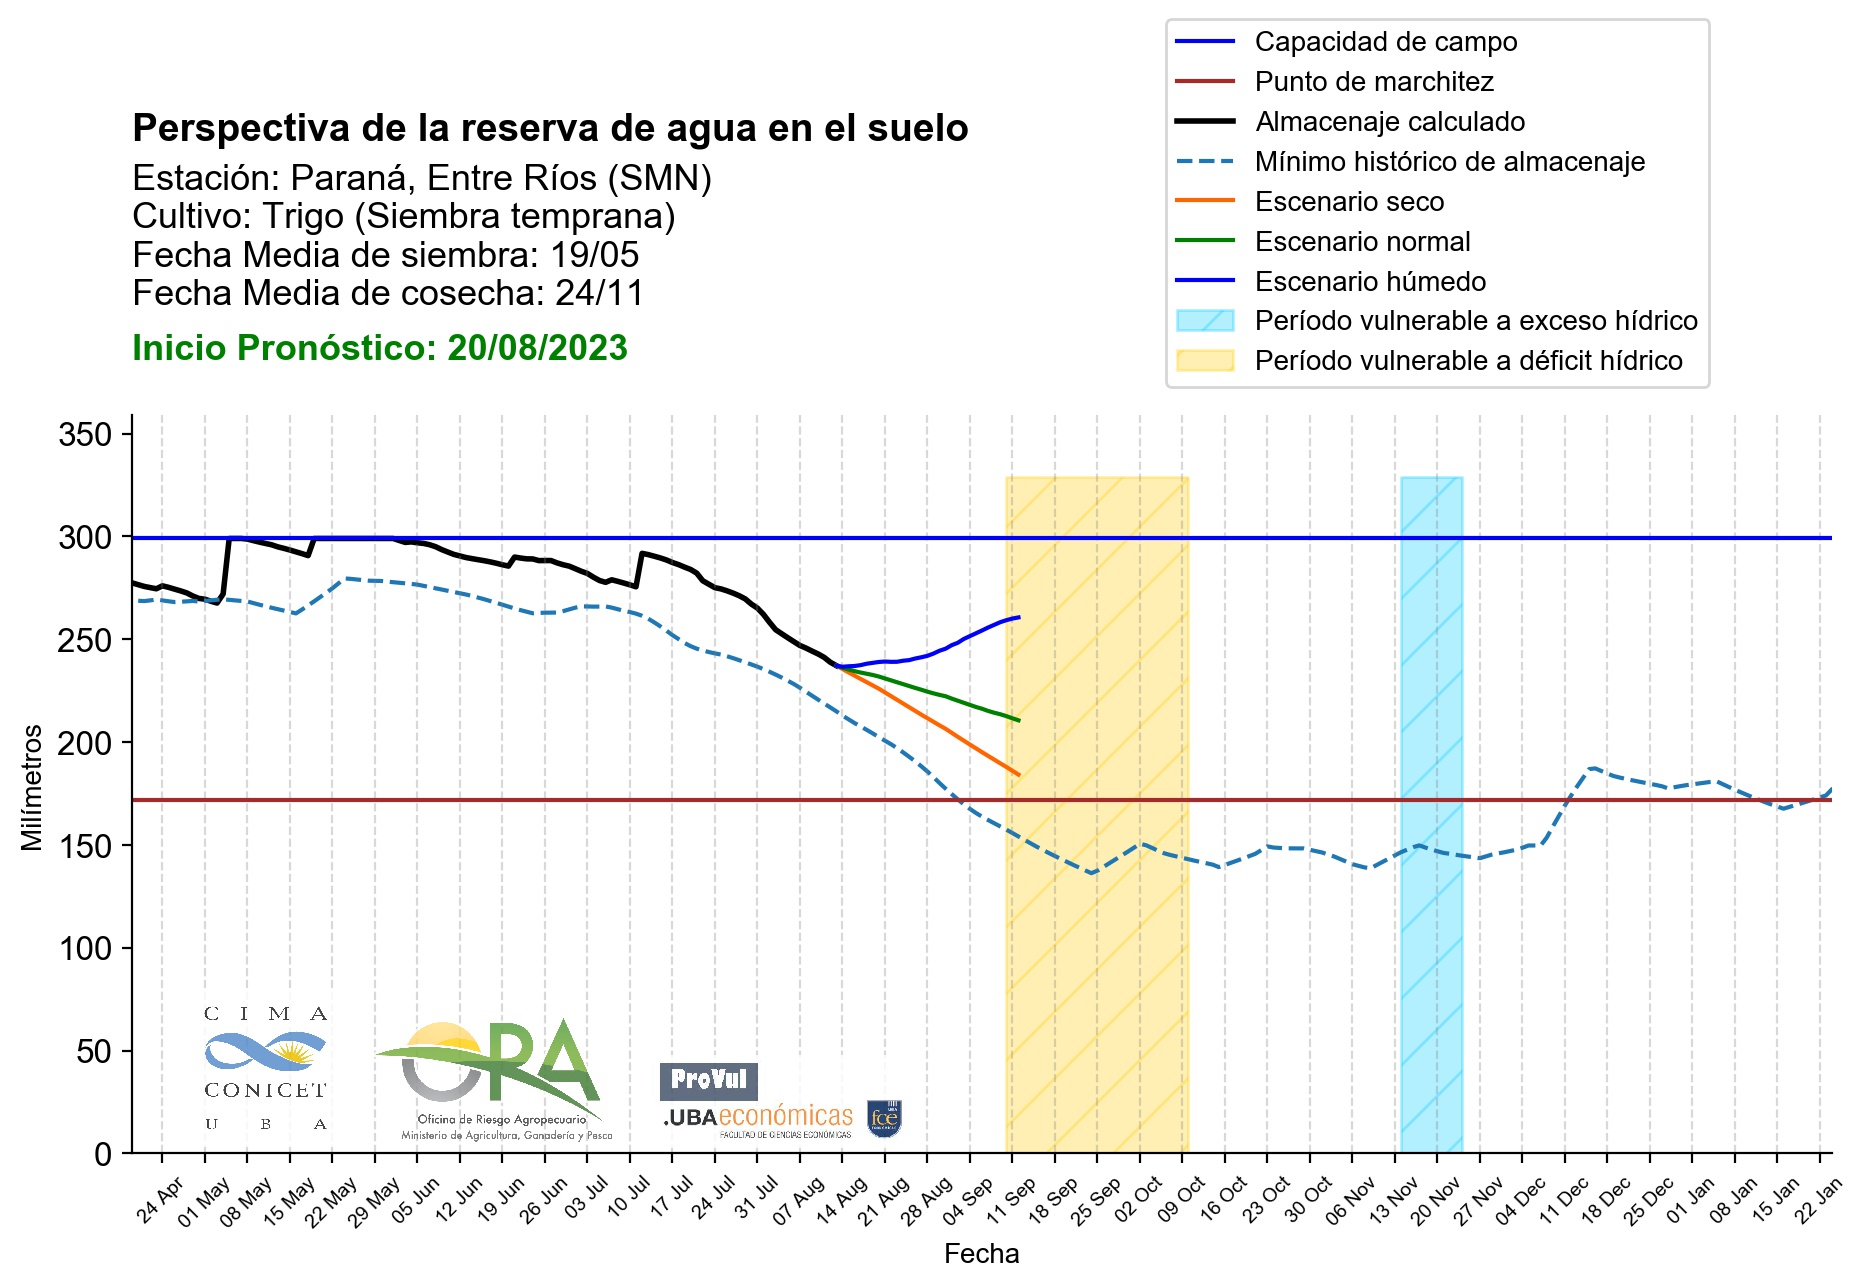 Capacidad de campo
Punto de marchitez
Almacenaje calculado
Mínimo histórico de almacenaje
Escenario seco
Escenario normal
Escenario húmedo
Período vulnerable a exceso hídrico
Período vulnerable a déficit hídrico
Perspectiva de la reserva de agua en el suelo
Estación: Paraná, Entre Ríos (SMN)
Cultivo: Trigo (Siembra temprana)
Fecha Media de siembra: 19/05
Fecha Media de cosecha: 24/11
Inicio Pronóstico: 20/08/2023
350
300
250
200
150
100
50
0
Milímetros
CIMA
CONICET
UBA
ORA
Oficina de Riesgo Agropecuario
Ministerio de Agricultura, Ganadería y Pesca
ProVul
.UBAeconómicas
FACULTAD DE CIENCIAS ECONÓMICAS
fce
24 Apr
01 May
08 May
15 May
22 May
29 May
05 Jun
12 Jun
19 Jun
26 Jun
03 Jul
10 Jul
17 Jul
24 Jul
31 Jul
07 Aug
14 Aug
21 Aug
28 Aug
04 Sep
11 Sep
18 Sep
25 Sep
02 Oct
09 Oct
16 Oct
23 Oct
30 Oct
06 Nov
13 Nov
20 Nov
27 Nov
04 Dec
11 Dec
18 Dec
25 Dec
01 Jan
08 Jan
15 Jan
22 Jan
Fecha